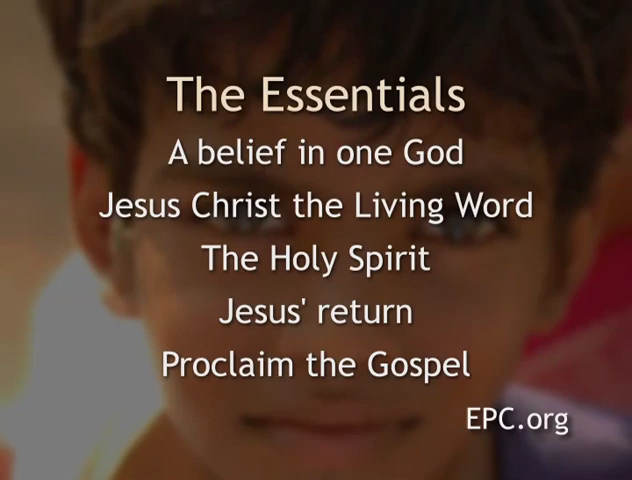 The Essentials
A belief in one God
Jesus Christ the Living Word
The Holy Spirit
Jesus' return
Proclaim the Gospel
EPC.org